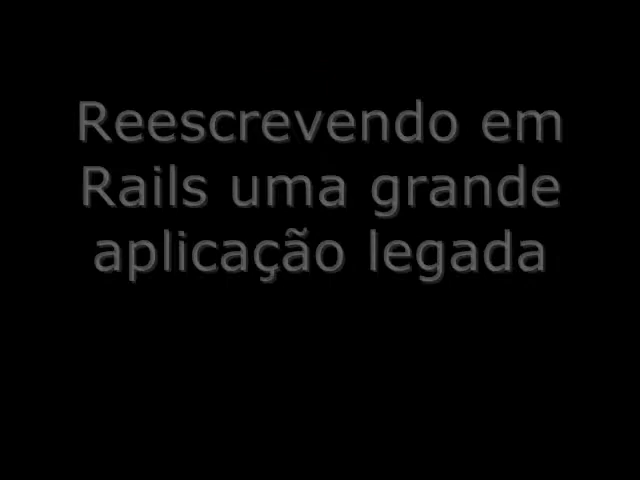 Reescrevendo em
Rails uma grande
aplicação legada